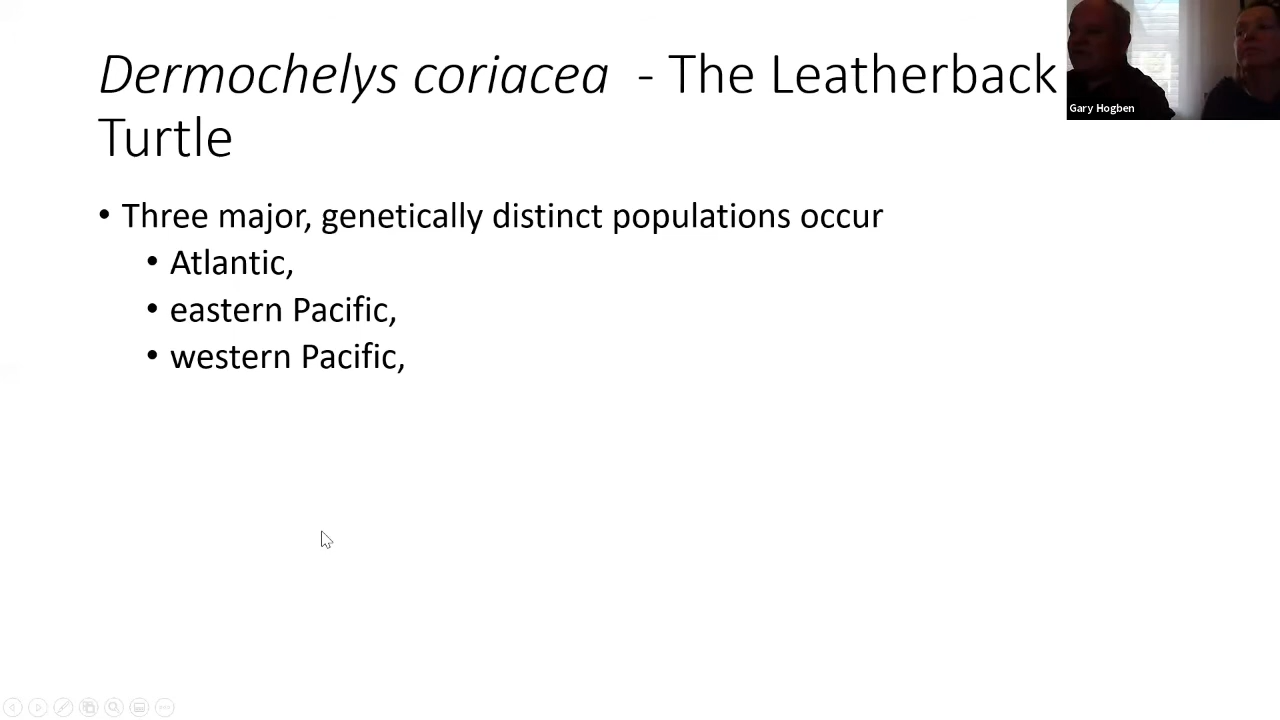 Dermochelys coriacea - The Leatherback
Turtle
Gary Hogben
• Three major, genetically distinct populations occur
• Atlantic,
• eastern Pacific,
• western Pacific,